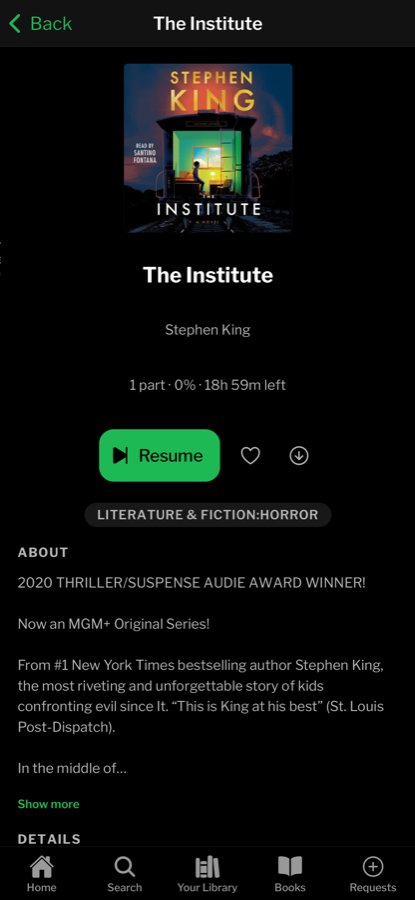 Back
The Institute
STEPHEN
KING
READ BY
SANTINO
FONTANA
THE
INSTITUTE
A NOVEL
The Institute
Stephen King
1 part · 0% · 18h 59m left
Resume
LITERATURE & FICTION:HORROR
ABOUT
2020 THRILLER/SUSPENSE AUDIE AWARD WINNER!
Now an MGM+ Original Series!
From #1 New York Times bestselling author Stephen King,
the most riveting and unforgettable story of kids
confronting evil since It. “This is King at his best” (St. Louis
Post-Dispatch).
In the middle of...
Show more
DETAILS
Home
Search
Your Library
Books
Requests